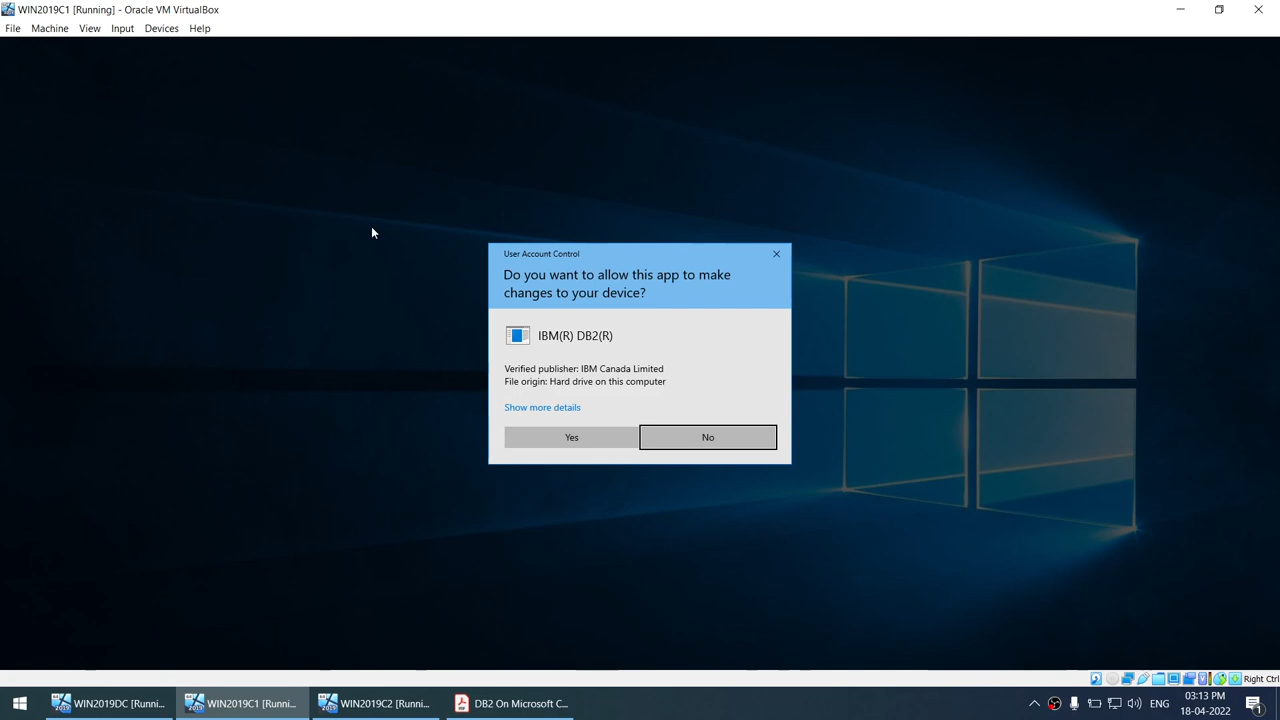 WIN2019C1 [Running] - Oracle VM VirtualBox
File Machine View Input Devices Help
User Account Control
Do you want to allow this app to make
changes to your device?
IBM(R) DB2(R)
Verified publisher: IBM Canada Limited
File origin: Hard drive on this computer
Show more details
Yes No
Right Ctrl
WIN2019DC [Runni... WIN2019C1 [Runni... WIN2019C2 [Runni... DB2 On Microsoft C... ENG 03:13 PM
18-04-2022